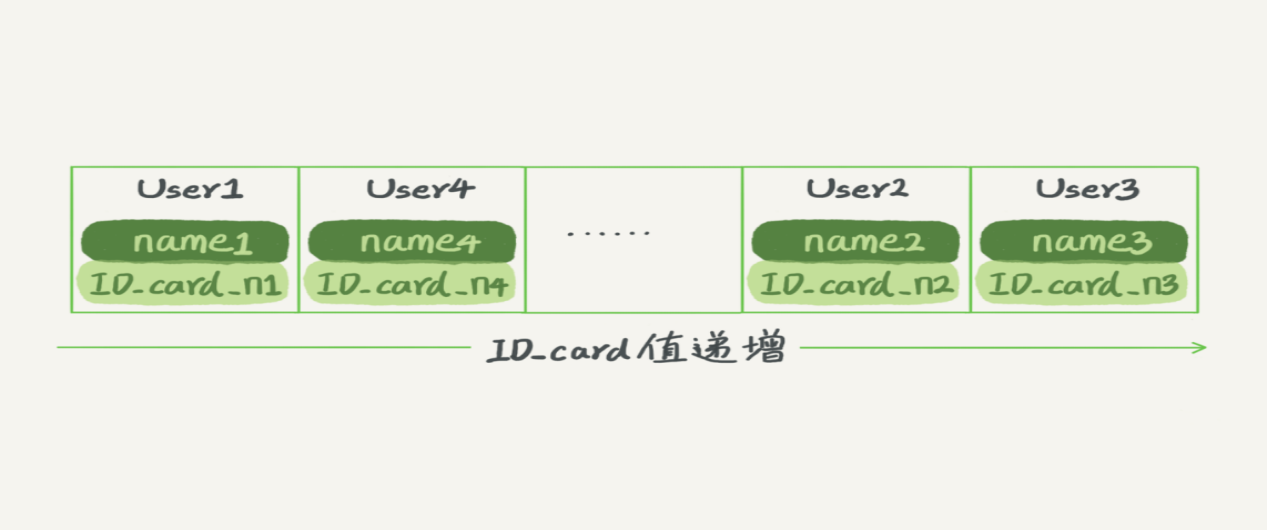 User1 User4 User2 User3
name1 name4 ...... name2 name3
ID_card_n1 ID_card_n4 ID_card_n2 ID_card_n3
ID_card值递增